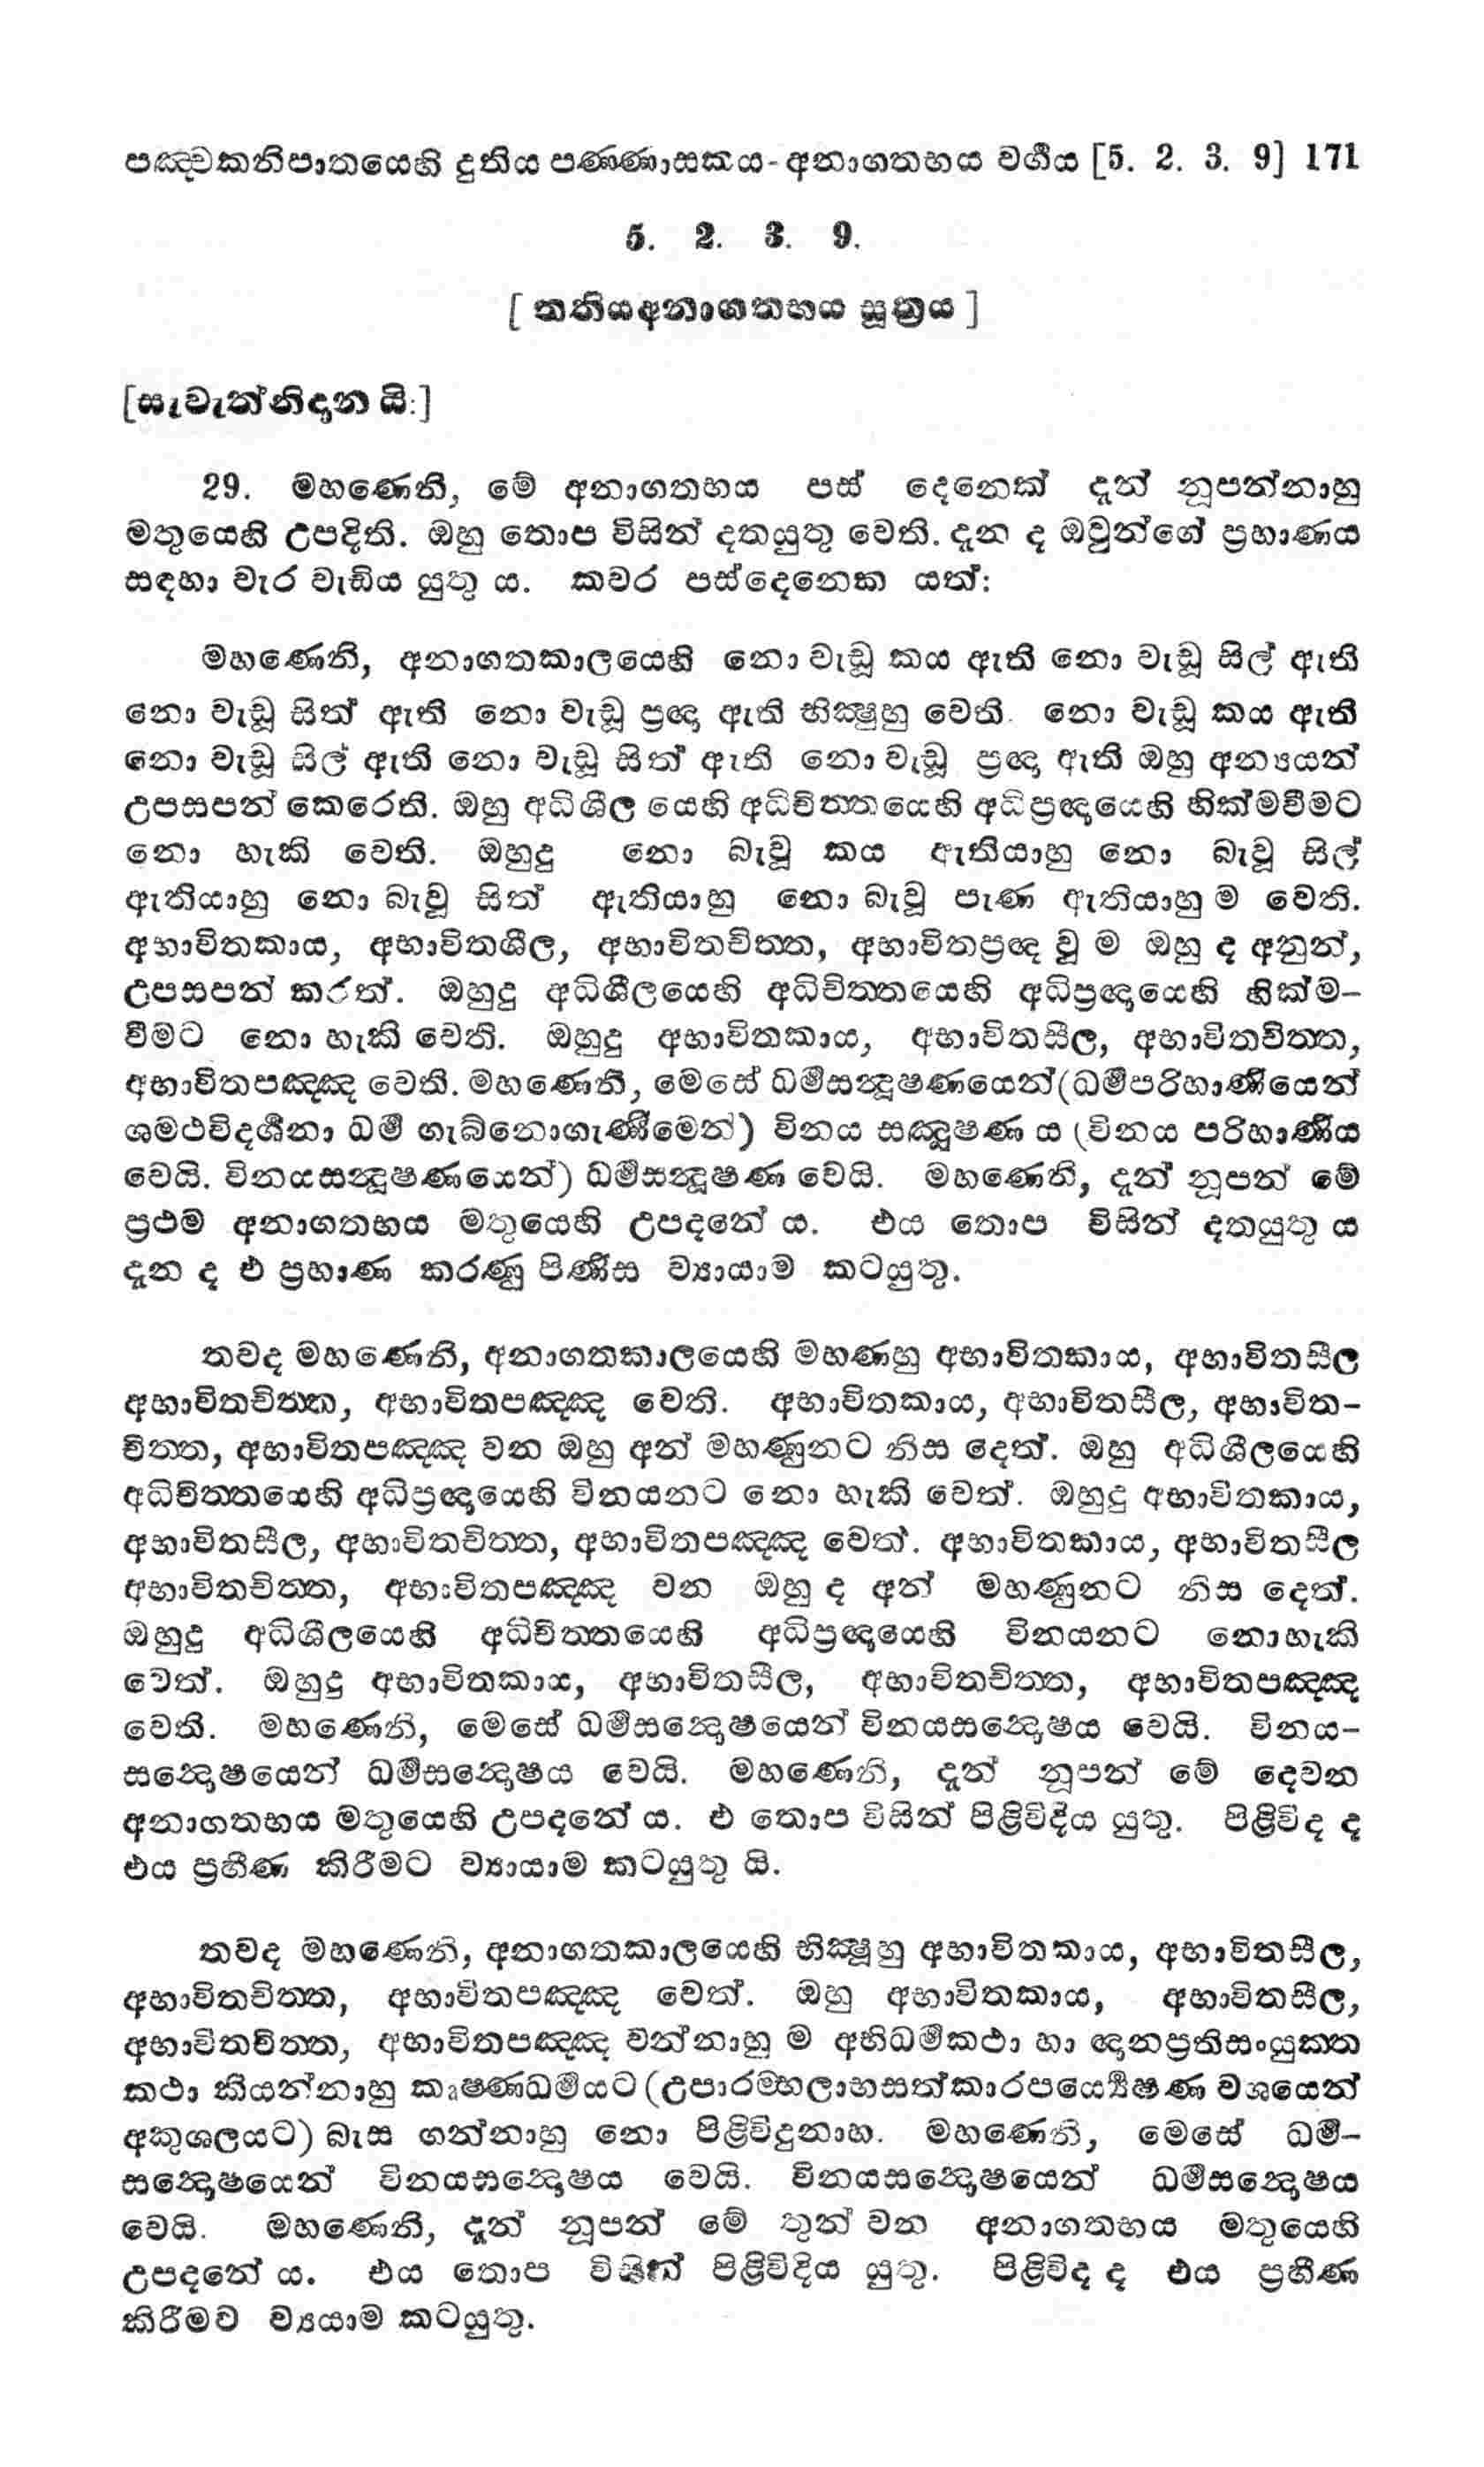 පඤ්චකනිපාතයෙහි දුතිය පණ්ණාසකය-අනාගතභය වර්‍ගය [5. 2. 3. 9] 171
5. 2. 3. 9.
[ තතියඅනාගතභය සූත්‍රය ]
[සැවැත්නිදාන යි:]
29. මහණෙනි, මේ අනාගතභය පස් දෙනෙක් දැන් නූපන්නාහු
මතුයෙහි උපදිති. ඔහු තොප විසින් දතයුතු වෙති. දැන ද ඔවුන්ගේ ප්‍රහාණය
සඳහා වැර වැඩිය යුතු ය. කවර පස්දෙනෙක යත්:
මහණෙනි, අනාගතකාලයෙහි නො වැඩූ කය ඇති නො වැඩූ සිල් ඇති
නො වැඩූ සිත් ඇති නො වැඩූ ප්‍රඥා ඇති භික්‍ෂුහු වෙති. නො වැඩූ කය ඇති
නො වැඩූ සිල් ඇති නො වැඩූ සිත් ඇති නො වැඩූ ප්‍රඥා ඇති ඔහු අන්‍යයන්
උපසපන් කෙරෙති. ඔහු අධිශීල යෙහි අධිචිත්තයෙහි අධිප්‍රඥායෙහි හික්මවීමට
නො හැකි වෙති. ඔහුදු නො බැවූ කය ඇතියාහු නො බැවූ සිල්
ඇතියාහු නො බැවූ සිත් ඇතියාහු නො බැවූ පැණ ඇතියාහු ම වෙති.
අභාවිතකාය, අභාවිතශීල, අභාවිතචිත්ත, අභාවිතප්‍රඥ වූ ම ඔහු ද අනුන්,
උපසපන් කරත්. ඔහුදු අධිශීලයෙහි අධිචිත්තයෙහි අධිප්‍රඥායෙහි හික්ම-
වීමට නො හැකි වෙති. ඔහුදු අභාවිතකාය, අභාවිතසීල, අභාවිතචිත්ත,
අභාවිතපඤ්ඤ වෙති. මහණෙනි, මෙසේ ධර්‍මසන්‍දූෂණයෙන්(ධර්‍මපරිහාණියෙන්
ශමථවිදර්‍ශනා ධර්‍ම ගැබ්නොගැණීමෙන්) විනය සන්‍දූෂණ ය (විනය පරිහාණිය
වෙයි. විනයසන්‍දූෂණයෙන්) ධර්‍මසන්‍දූෂණ වෙයි. මහණෙනි, දැන් නූපන් මේ
ප්‍රථම අනාගතභය මතුයෙහි උපදනේ ය. එය තොප විසින් දතයුතු ය
දැන ද එ ප්‍රහාණ කරණු පිණිස ව්‍යායාම කටයුතු.
තවද මහණෙනි, අනාගතකාලයෙහි මහණහු අභාවිතකාය, අභාවිතසීල
අභාවිතචිත්ත, අභාවිතපඤ්ඤ වෙති. අභාවිතකාය, අභාවිතසීල, අභාවිත-
චිත්ත, අභාවිතපඤ්ඤ වන ඔහු අන් මහණුනට නිස දෙත්. ඔහු අධිශීලයෙහි
අධිචිත්තයෙහි අධිප්‍රඥායෙහි විනයනට නො හැකි වෙත්. ඔහුදු අභාවිතකාය,
අභාවිතසීල, අභාවිතචිත්ත, අභාවිතපඤ්ඤ වෙත්. අභාවිතකාය, අභාවිතසීල
අභාවිතචිත්ත, අභාවිතපඤ්ඤ වන ඔහු ද අන් මහණුනට නිස දෙත්.
ඔහුදු අධිශීලයෙහි අධිචිත්තයෙහි අධිප්‍රඥායෙහි විනයනට නොහැකි
වෙත්. ඔහුදු අභාවිතකාය, අභාවිතසීල, අභාවිතචිත්ත, අභාවිතපඤ්ඤ
වෙති. මහණෙනි, මෙසේ ධර්‍මසන්‍දොෂයෙන් විනයසන්‍දොෂය වෙයි. විනය-
සන්‍දොෂයෙන් ධර්‍මසන්‍දොෂය වෙයි. මහණෙනි, දැන් නූපන් මේ දෙවන
අනාගතභය මතුයෙහි උපදනේ ය. එ තොප විසින් පිළිවිදිය යුතු. පිළිවිද ද
එය ප්‍රහීණ කිරීමට ව්‍යායාම කටයුතු යි.
තවද මහණෙනි, අනාගතකාලයෙහි භික්‍ෂූහු අභාවිතකාය, අභාවිතසීල,
අභාවිතචිත්ත, අභාවිතපඤ්ඤ වෙත්. ඔහු අභාවිතකාය, අභාවිතසීල,
අභාවිතචිත්ත, අභාවිතපඤ්ඤ වන්නාහු ම අභිධර්‍මකථා හා ඥානප්‍රතිසංයුක්ත
කථා කියන්නාහු කෘෂ්ණධර්‍මයට (උපාරම්භලාභසත්කාරපර්‍ය්‍යෙෂණ වශයෙන්
අකුශලයට) බැස ගන්නාහු නො පිළිවිදුනාහ. මහණෙනි, මෙසේ ධර්‍ම-
සන්‍දොෂයෙන් විනයසන්‍දොෂය වෙයි. විනයසන්‍දොෂයෙන් ධර්‍මසන්‍දොෂය
වෙයි. මහණෙනි, දැන් නූපන් මේ තුන් වන අනාගතභය මතුයෙහි
උපදනේ ය. එය තොප විසින් පිළිවිදිය යුතු. පිළිවිද ද එය ප්‍රහීණ
කිරීමට ව්‍යයාම කටයුතු.